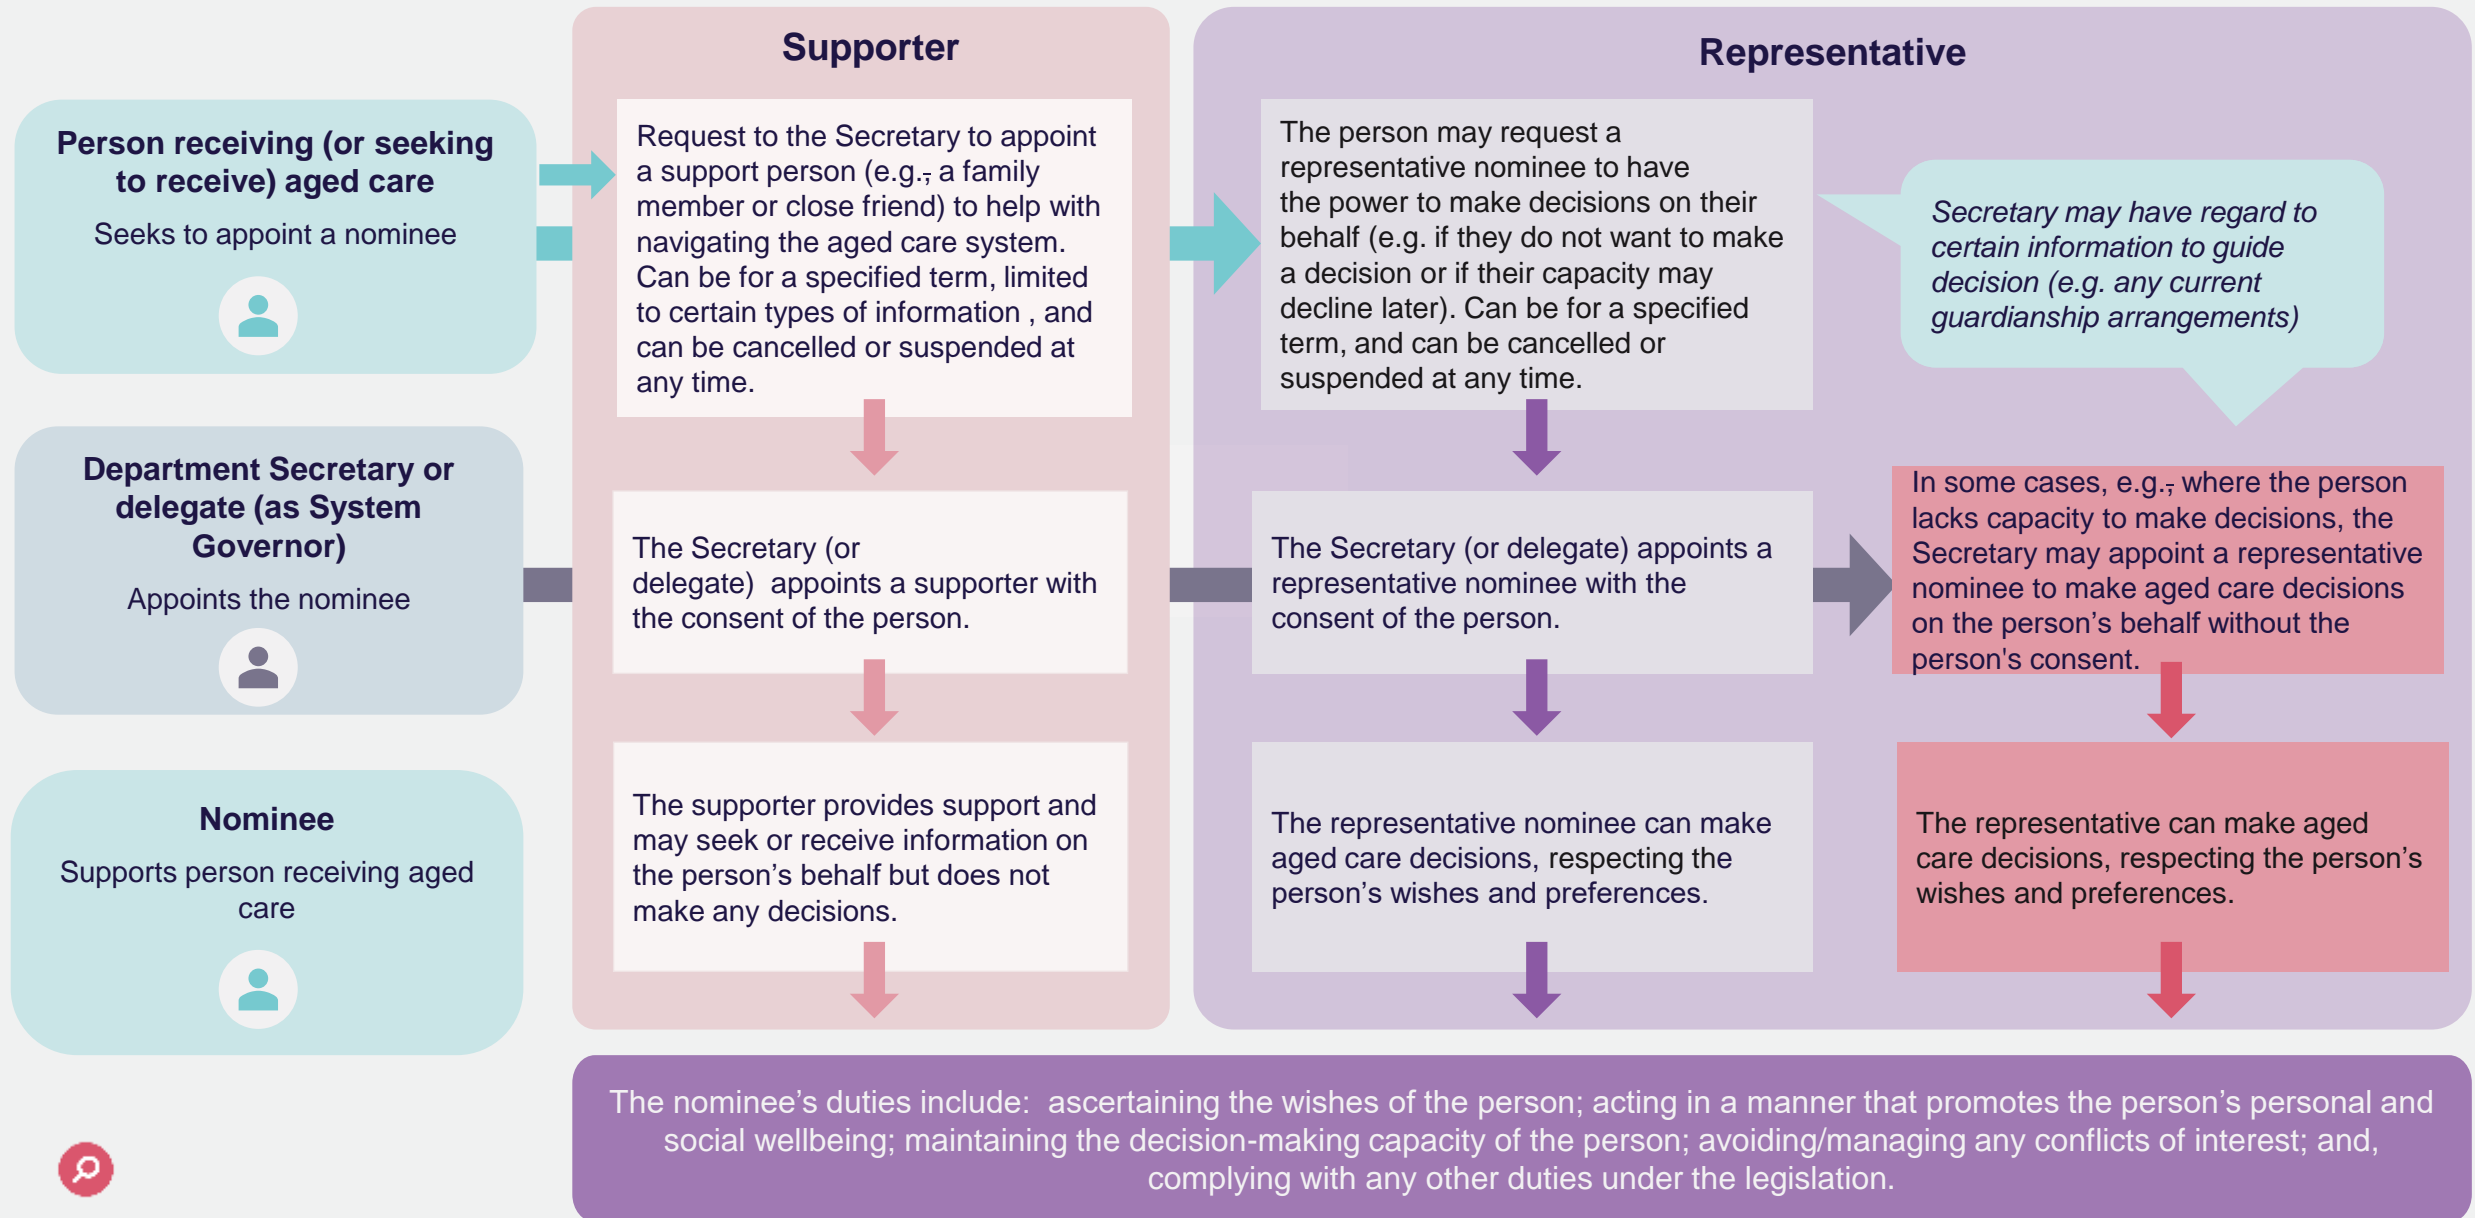 Supporter
Representative
Person receiving (or seeking
to receive) aged care
Seeks to appoint a nominee
Request to the Secretary to appoint
a support person (e.g., a family
member or close friend) to help with
navigating the aged care system.
Can be for a specified term, limited
to certain types of information , and
can be cancelled or suspended at
any time.
The person may request a
representative nominee to have
the power to make decisions on their
behalf (e.g. if they do not want to make
a decision or if their capacity may
decline later). Can be for a specified
term, and can be cancelled or
suspended at any time.
Secretary may have regard to
certain information to guide
decision (e.g. any current
guardianship arrangements)
Department Secretary or
delegate (as System
Governor)
Appoints the nominee
The Secretary (or
delegate)  appoints a supporter with
the consent of the person.
The Secretary (or delegate) appoints a
representative nominee with the
consent of the person.
In some cases, e.g., where the person
lacks capacity to make decisions, the
Secretary may appoint a representative
nominee to make aged care decisions
on the person’s behalf without the
person's consent.
Nominee
Supports person receiving aged
care
The supporter provides support and
may seek or receive information on
the person’s behalf but does not
make any decisions.
The representative nominee can make
aged care decisions, respecting the
person’s wishes and preferences.
The representative can make aged
care decisions, respecting the person’s
wishes and preferences.
The nominee’s duties include:  ascertaining the wishes of the person; acting in a manner that promotes the person’s personal and
social wellbeing; maintaining the decision-making capacity of the person; avoiding/managing any conflicts of interest; and,
complying with any other duties under the legislation.